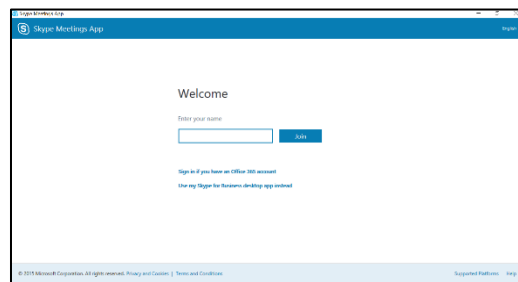 Skype Meetings App
Skype Meetings App
English
Welcome
Enter your name
Join
Sign in if you have an Office 365 account
Use my Skype for Business desktop app instead
© 2015 Microsoft Corporation. All rights reserved. Privacy and Cookies | Terms and Conditions
Supported Platforms Help